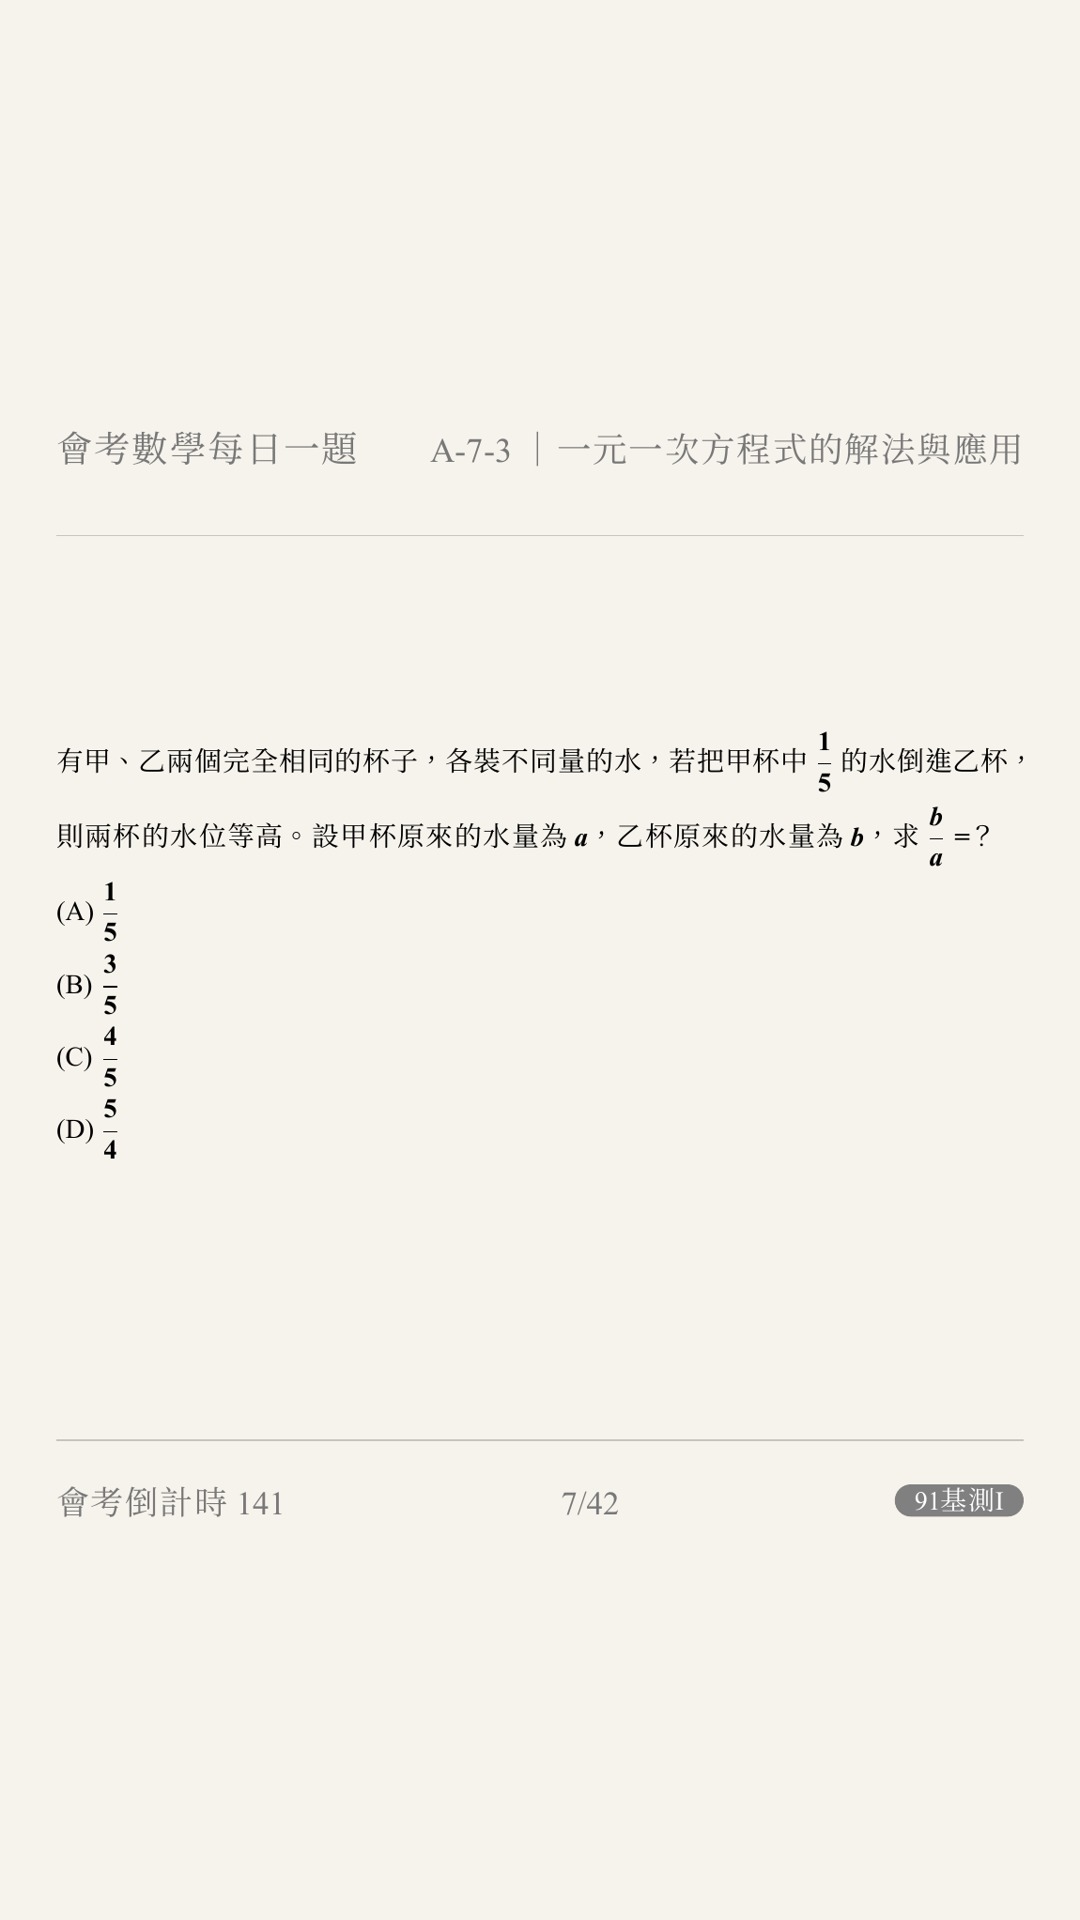 會考數學每日一題 A-7-3｜一元一次方程式的解法與應用
有甲、乙兩個完全相同的杯子，各裝不同量的水，若把甲杯中 1/5 的水倒進乙杯，
則兩杯的水位等高。設甲杯原來的水量為 a，乙杯原來的水量為 b，求 b/a =？
(A) 1/5
(B) 3/5
(C) 4/5
(D) 5/4
會考倒計時 141 7/42 91基測I